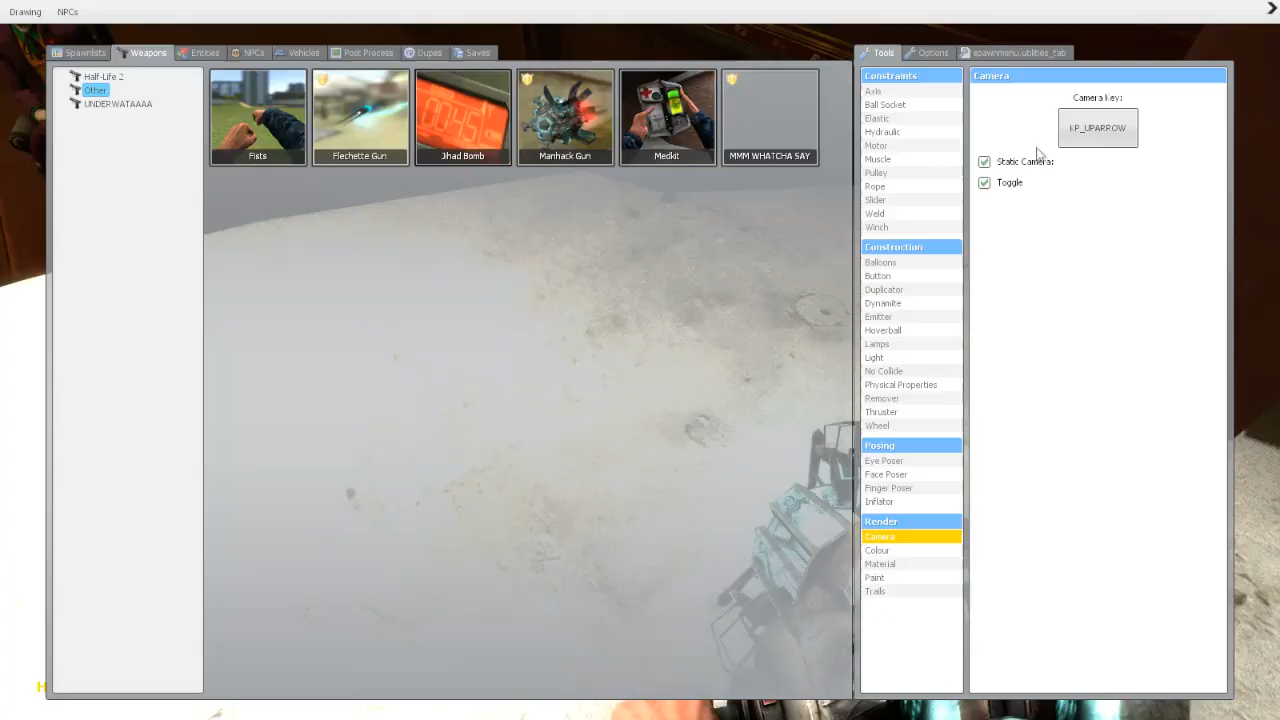 Drawing NPCs
Spawnlists Weapons Entities NPCs Vehicles Post Process Dupes Saves
Half-Life 2
Other
UNDERWATAAAA
00:45
Fists Flechette Gun Jihad Bomb Manhack Gun Medkit MMM WHATCHA SAY
Tools Options spawnmenu.utilities_tab
Constraints
Axis
Ball Socket
Elastic
Hydraulic
Motor
Muscle
Pulley
Rope
Slider
Weld
Winch
Construction
Balloons
Button
Duplicator
Dynamite
Emitter
Hoverball
Lamps
Light
No Collide
Physical Properties
Remover
Thruster
Wheel
Posing
Eye Poser
Face Poser
Finger Poser
Inflator
Render
Camera
Colour
Material
Paint
Trails
Camera
Camera Key:
KP_UPARROW
Static Camera:
Toggle
H